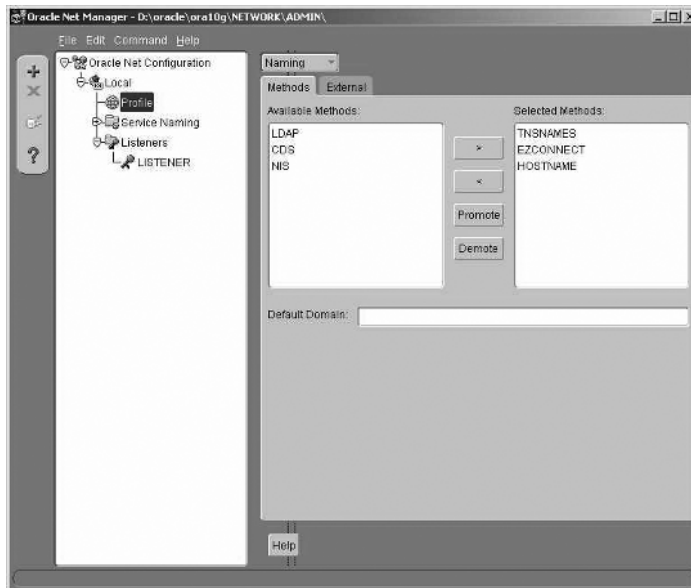 Oracle Net Manager - D:\oracle\ora10g\NETWORK\ADMIN\
File Edit Command Help
Oracle Net Configuration
Local
Profile
Service Naming
Listeners
LISTENER
?
Naming
Methods External
Available Methods: Selected Methods:
LDAP
CDS
NIS
TNSNAMES
EZCONNECT
HOSTNAME
>
<
Promote
Demote
Default Domain:
Help